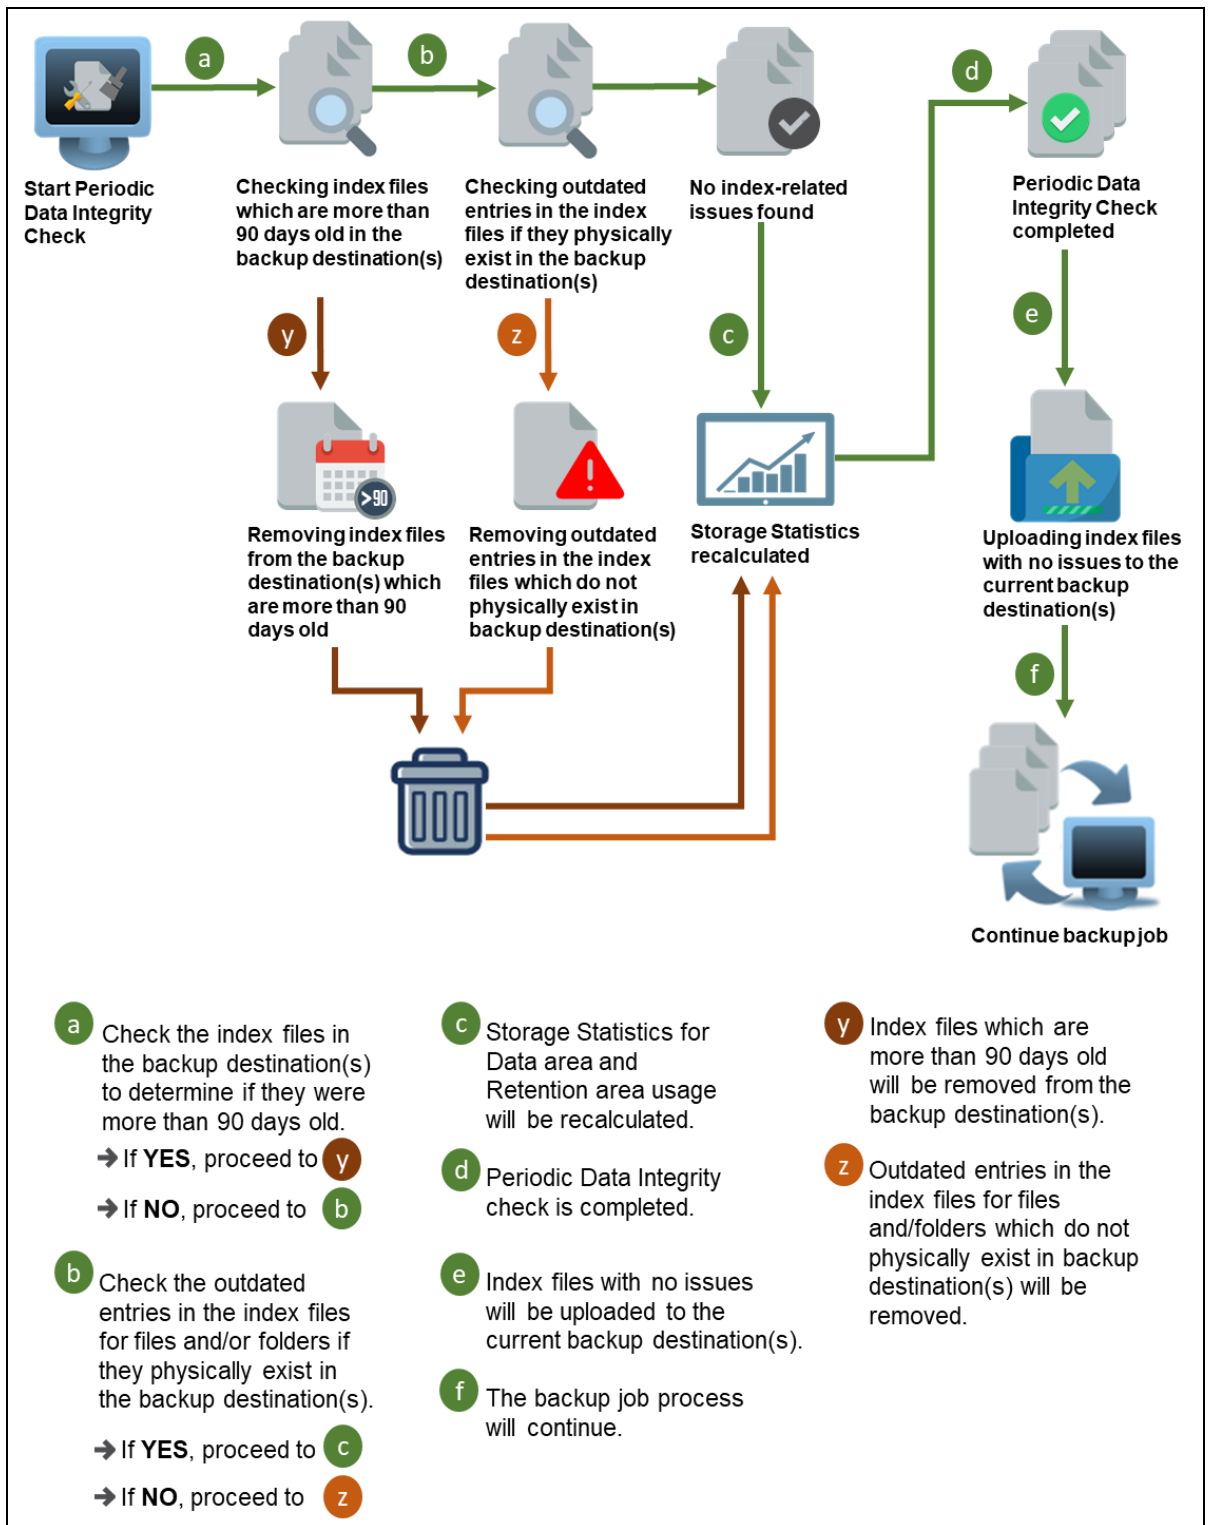 a
b
d
Start Periodic
Data Integrity
Check
Checking index files
which are more than
90 days old in the
backup destination(s)
Checking outdated
entries in the index
files if they physically
exist in the backup
destination(s)
No index-related
issues found
Periodic Data
Integrity Check
completed
y
z
c
e
>90
Removing index files
from the backup
destination(s) which
are more than 90
days old
Removing outdated
entries in the index
files which do not
physically exist in
backup destination(s)
Storage Statistics
recalculated
Uploading index files
with no issues to the
current backup
destination(s)
f
Continue backup job
a
Check the index files in
the backup destination(s)
to determine if they were
more than 90 days old.
➔ If YES, proceed to y
➔ If NO, proceed to b
b
Check the outdated
entries in the index files
for files and/or folders if
they physically exist in
the backup destination(s).
➔ If YES, proceed to c
➔ If NO, proceed to z
c
Storage Statistics for
Data area and
Retention area usage
will be recalculated.
d
Periodic Data Integrity
check is completed.
e
Index files with no issues
will be uploaded to the
current backup destination(s).
f
The backup job process
will continue.
y
Index files which are
more than 90 days old
will be removed from the
backup destination(s).
z
Outdated entries in the
index files for files
and/folders which do not
physically exist in backup
destination(s) will be
removed.